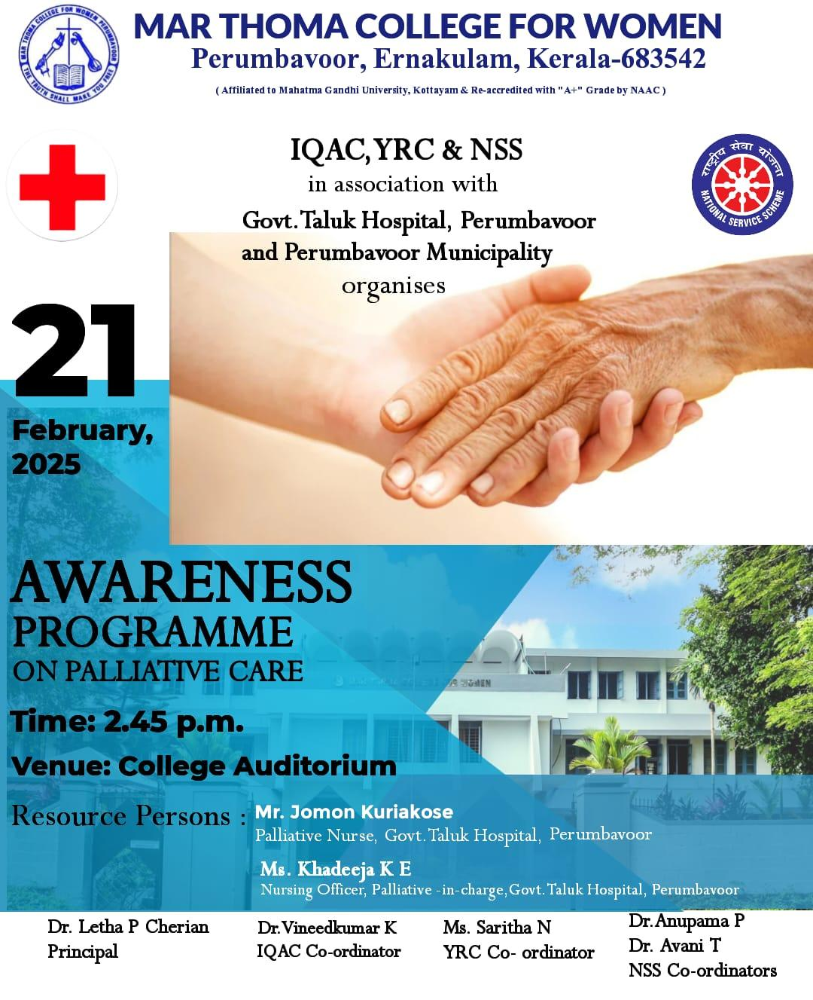 MAR THOMA COLLEGE FOR WOMEN PERUMBAVOOR
THE TRUTH SHALL MAKE YOU FREE
MAR THOMA COLLEGE FOR WOMEN
Perumbavoor, Ernakulam, Kerala-683542
( Affiliated to Mahatma Gandhi University, Kottayam & Re-accredited with "A+" Grade by NAAC )
IQAC, YRC & NSS
in association with
Govt. Taluk Hospital, Perumbavoor
and Perumbavoor Municipality
organises
राष्ट्रीय सेवा योजना
NATIONAL SERVICE SCHEME
21
February,
2025
AWARENESS
PROGRAMME
ON PALLIATIVE CARE
MAR THOMA COLLEGE FOR WOMEN
Time: 2.45 p.m.
Venue: College Auditorium
Resource Persons : Mr. Jomon Kuriakose
Palliative Nurse, Govt. Taluk Hospital, Perumbavoor
Ms. Khadeeja K E
Nursing Officer, Palliative -in-charge, Govt. Taluk Hospital, Perumbavoor
Dr. Letha P Cherian
Principal
Dr. Vineedkumar K
IQAC Co-ordinator
Ms. Saritha N
YRC Co- ordinator
Dr. Anupama P
Dr. Avani T
NSS Co-ordinators